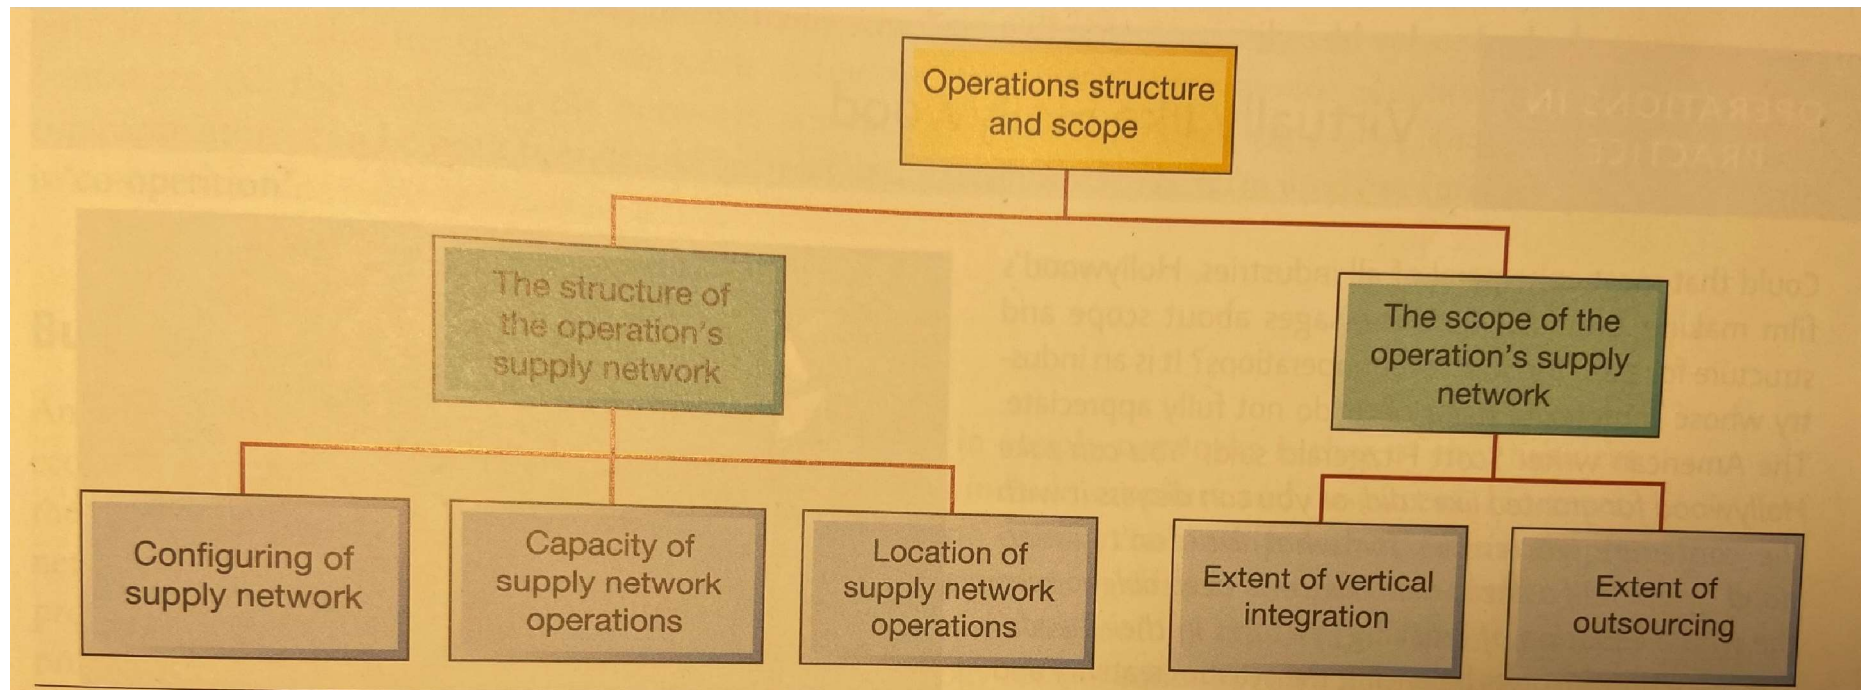 Operations structure
and scope
The structure of
the operation's
supply network
The scope of the
operation's supply
network
Configuring of
supply network
Capacity of
supply network
operations
Location of
supply network
operations
Extent of vertical
integration
Extent of
outsourcing